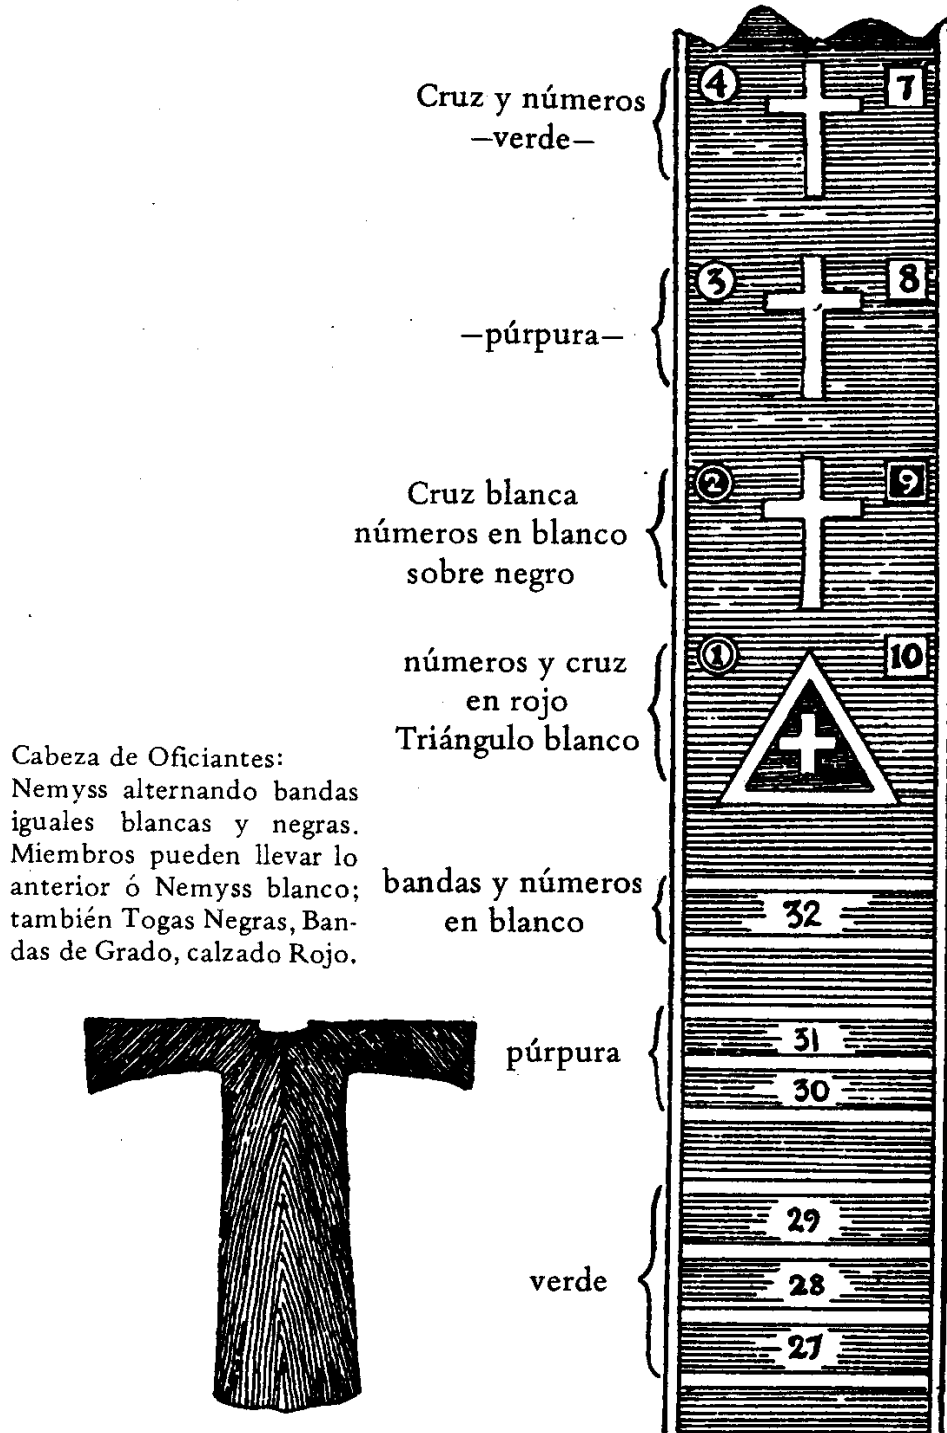 4 7
Cruz y números
—verde—
3 8
—púrpura—
2 9
Cruz blanca
números en blanco
sobre negro
1 10
números y cruz
en rojo
Triángulo blanco
Cabeza de Oficiantes:
Nemyss alternando bandas
iguales blancas y negras.
Miembros pueden llevar lo
anterior ó Nemyss blanco;
también Togas Negras, Ban-
das de Grado, calzado Rojo.
bandas y números
en blanco
32
púrpura
31
30
verde
29
28
27